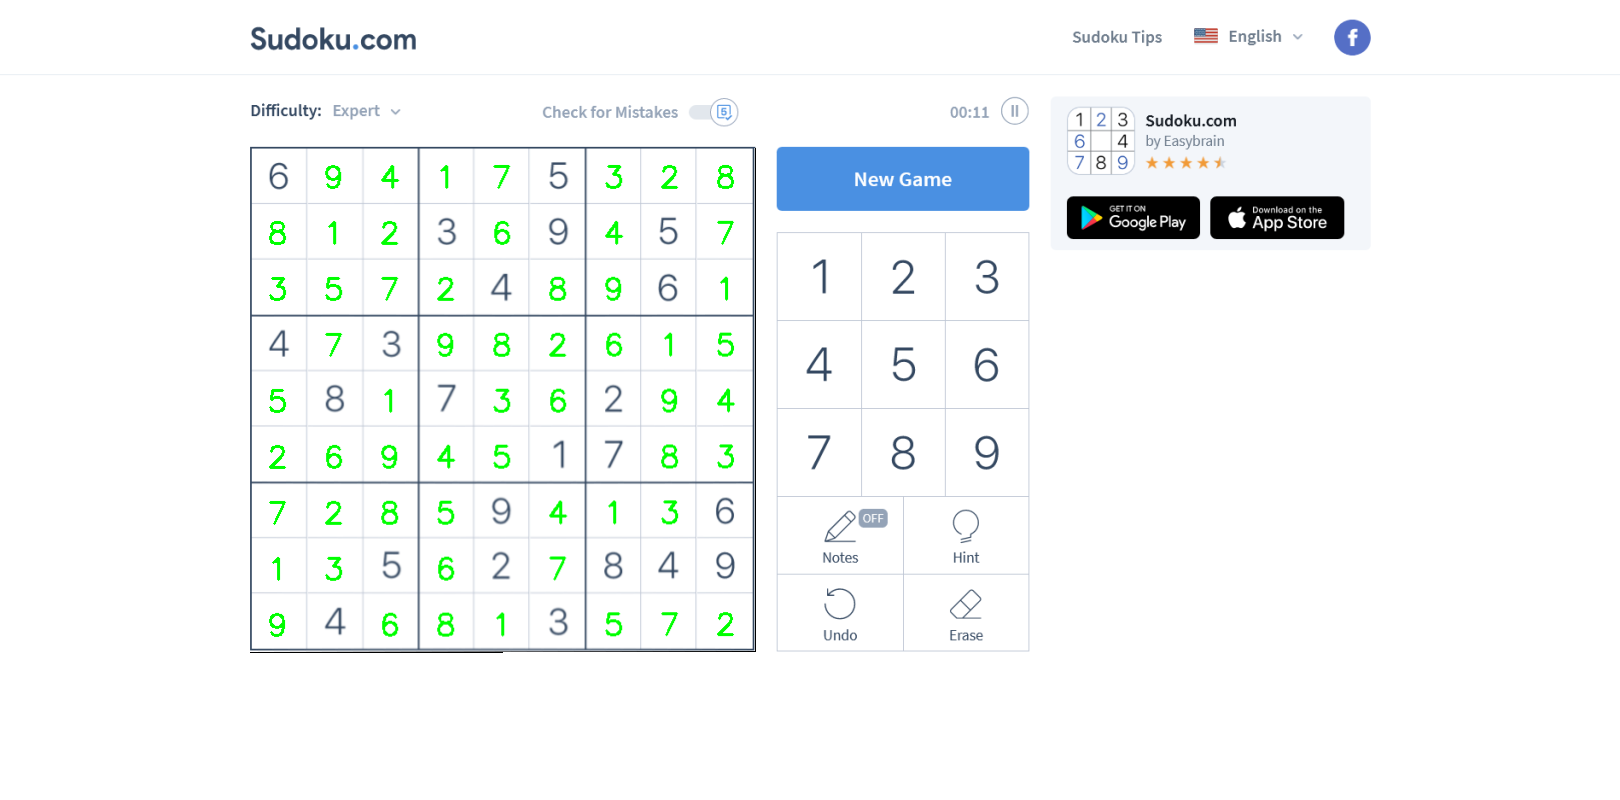 Sudoku.com
Sudoku Tips English f
Difficulty: Expert Check for Mistakes 00:11
6 9 4 1 7 5 3 2 8
8 1 2 3 6 9 4 5 7
3 5 7 2 4 8 9 6 1
4 7 3 9 8 2 6 1 5
5 8 1 7 3 6 2 9 4
2 6 9 4 5 1 7 8 3
7 2 8 5 9 4 1 3 6
1 3 5 6 2 7 8 4 9
9 4 6 8 1 3 5 7 2
New Game
1 2 3
4 5 6
7 8 9
OFF
Notes Hint
Undo Erase
1 2 3
6 4
7 8 9
Sudoku.com
by Easybrain
GET IT ON
Google Play
Download on the
App Store